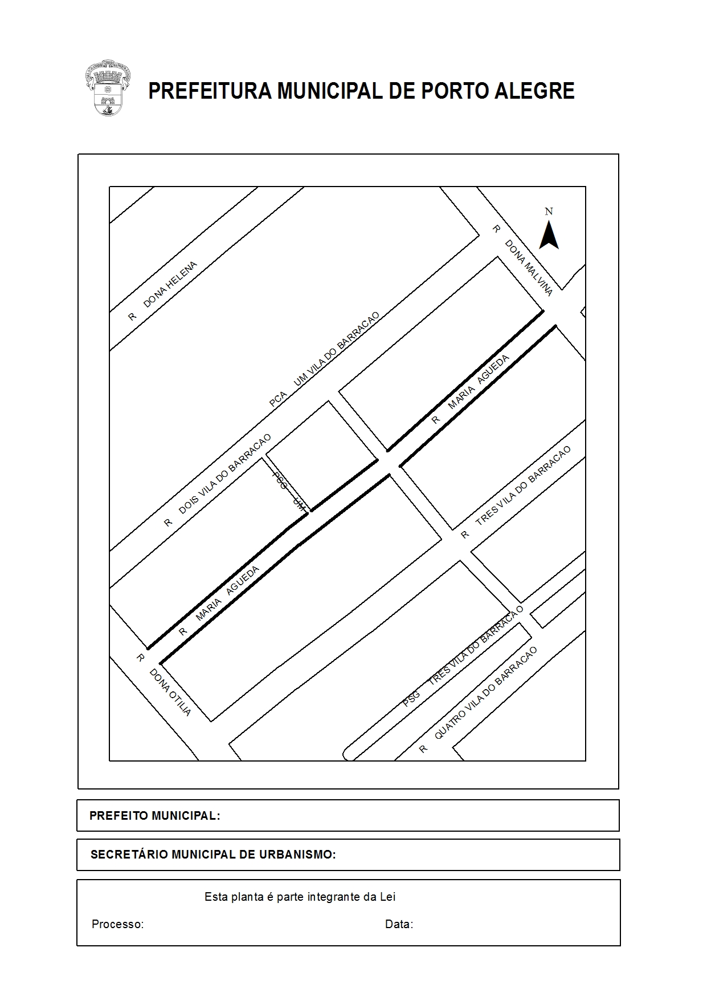 PREFEITURA MUNICIPAL DE PORTO ALEGRE
N
R DONA MALVINA
R DONA HELENA
PCA UM VILA DO BARRACAO
R MARIA AGUEDA
R DOIS VILA DO BARRACAO
PSG UM
R TRES VILA DO BARRACAO
R MARIA AGUEDA
R DONA OTILIA
PSG TRES VILA DO BARRACAO
R QUATRO VILA DO BARRACAO
PREFEITO MUNICIPAL:
SECRETÁRIO MUNICIPAL DE URBANISMO:
Esta planta é parte integrante da Lei
Processo: Data: